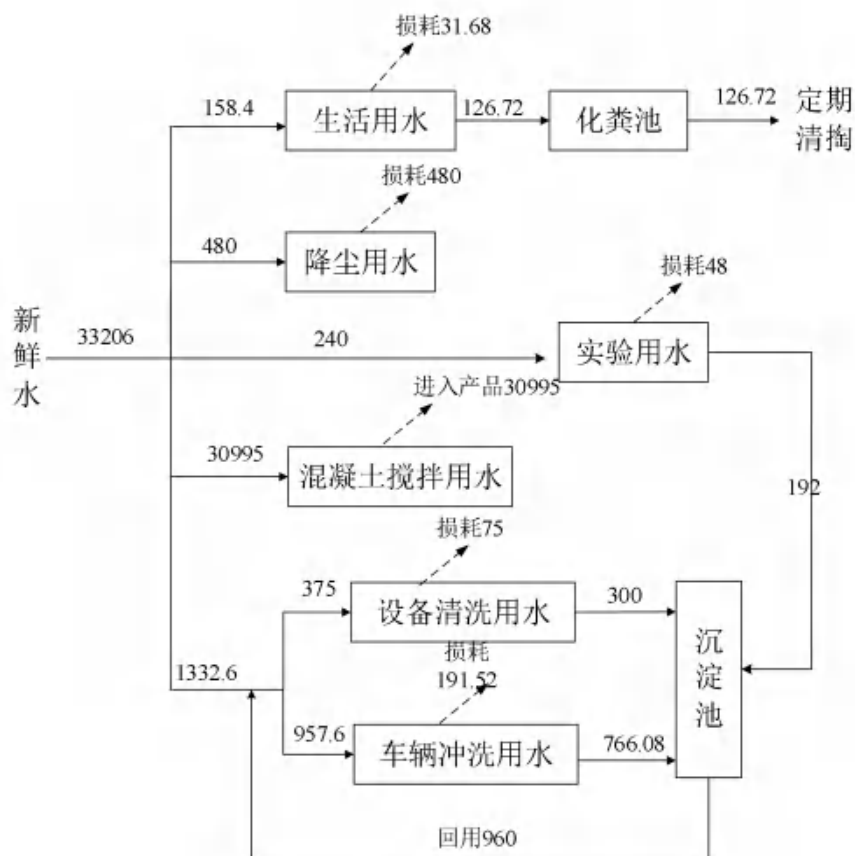 损耗31.68
158.4
生活用水
126.72
化粪池
126.72
定期
清掏
损耗480
480
降尘用水
损耗48
新
鲜
水
33206
240
实验用水
进入产品30995
30995
混凝土搅拌用水
192
损耗75
375
设备清洗用水
300
沉
淀
池
1332.6
损耗
191.52
957.6
车辆冲洗用水
766.08
回用960